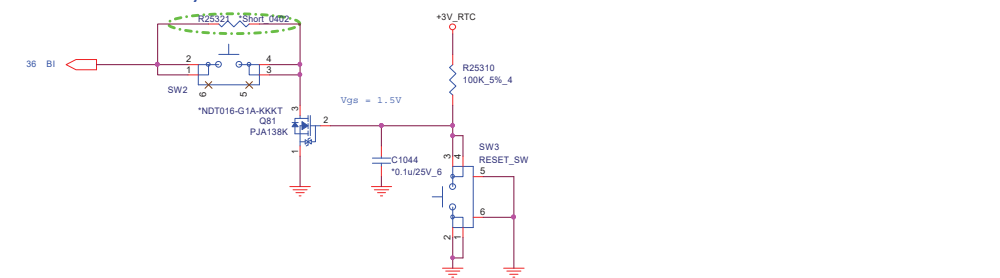 R25321 *Short_0402
+3V_RTC
36 BI
2
4
1
3
R25310
100K_5%_4
SW2
6
5
Vgs = 1.5V
*NDT016-G1A-KKKT
3
Q81
2
PJA138K
1
SW3
3
4
RESET_SW
C1044
*0.1u/25V_6
5
6
2
1